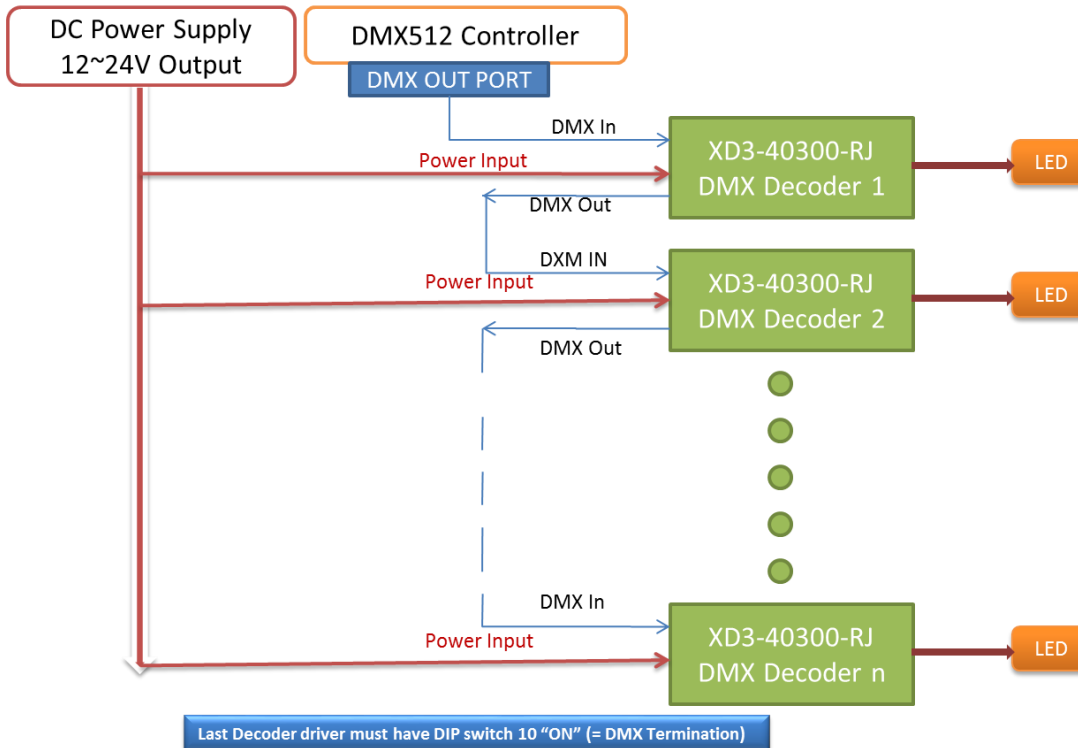 DC Power Supply
12~24V Output
DMX512 Controller
DMX OUT PORT
DMX In
Power Input
XD3-40300-RJ
DMX Decoder 1
LED
DMX Out
DXM IN
Power Input
XD3-40300-RJ
DMX Decoder 2
LED
DMX Out
DMX In
Power Input
XD3-40300-RJ
DMX Decoder n
LED
Last Decoder driver must have DIP switch 10 “ON” (= DMX Termination)